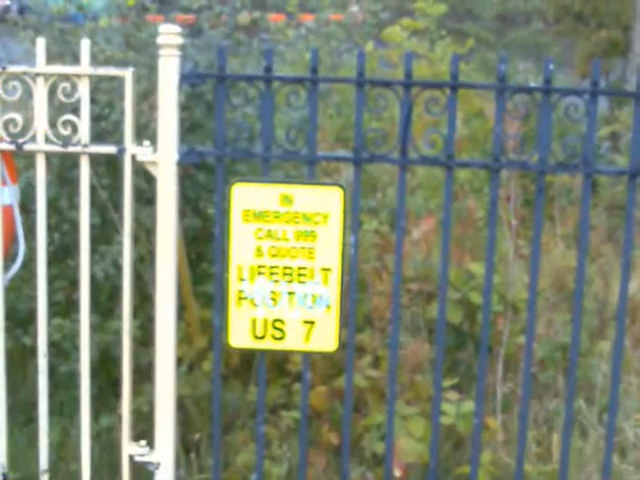 IN
EMERGENCY
CALL 999
& QUOTE
LIFEBELT
POSITION
US 7